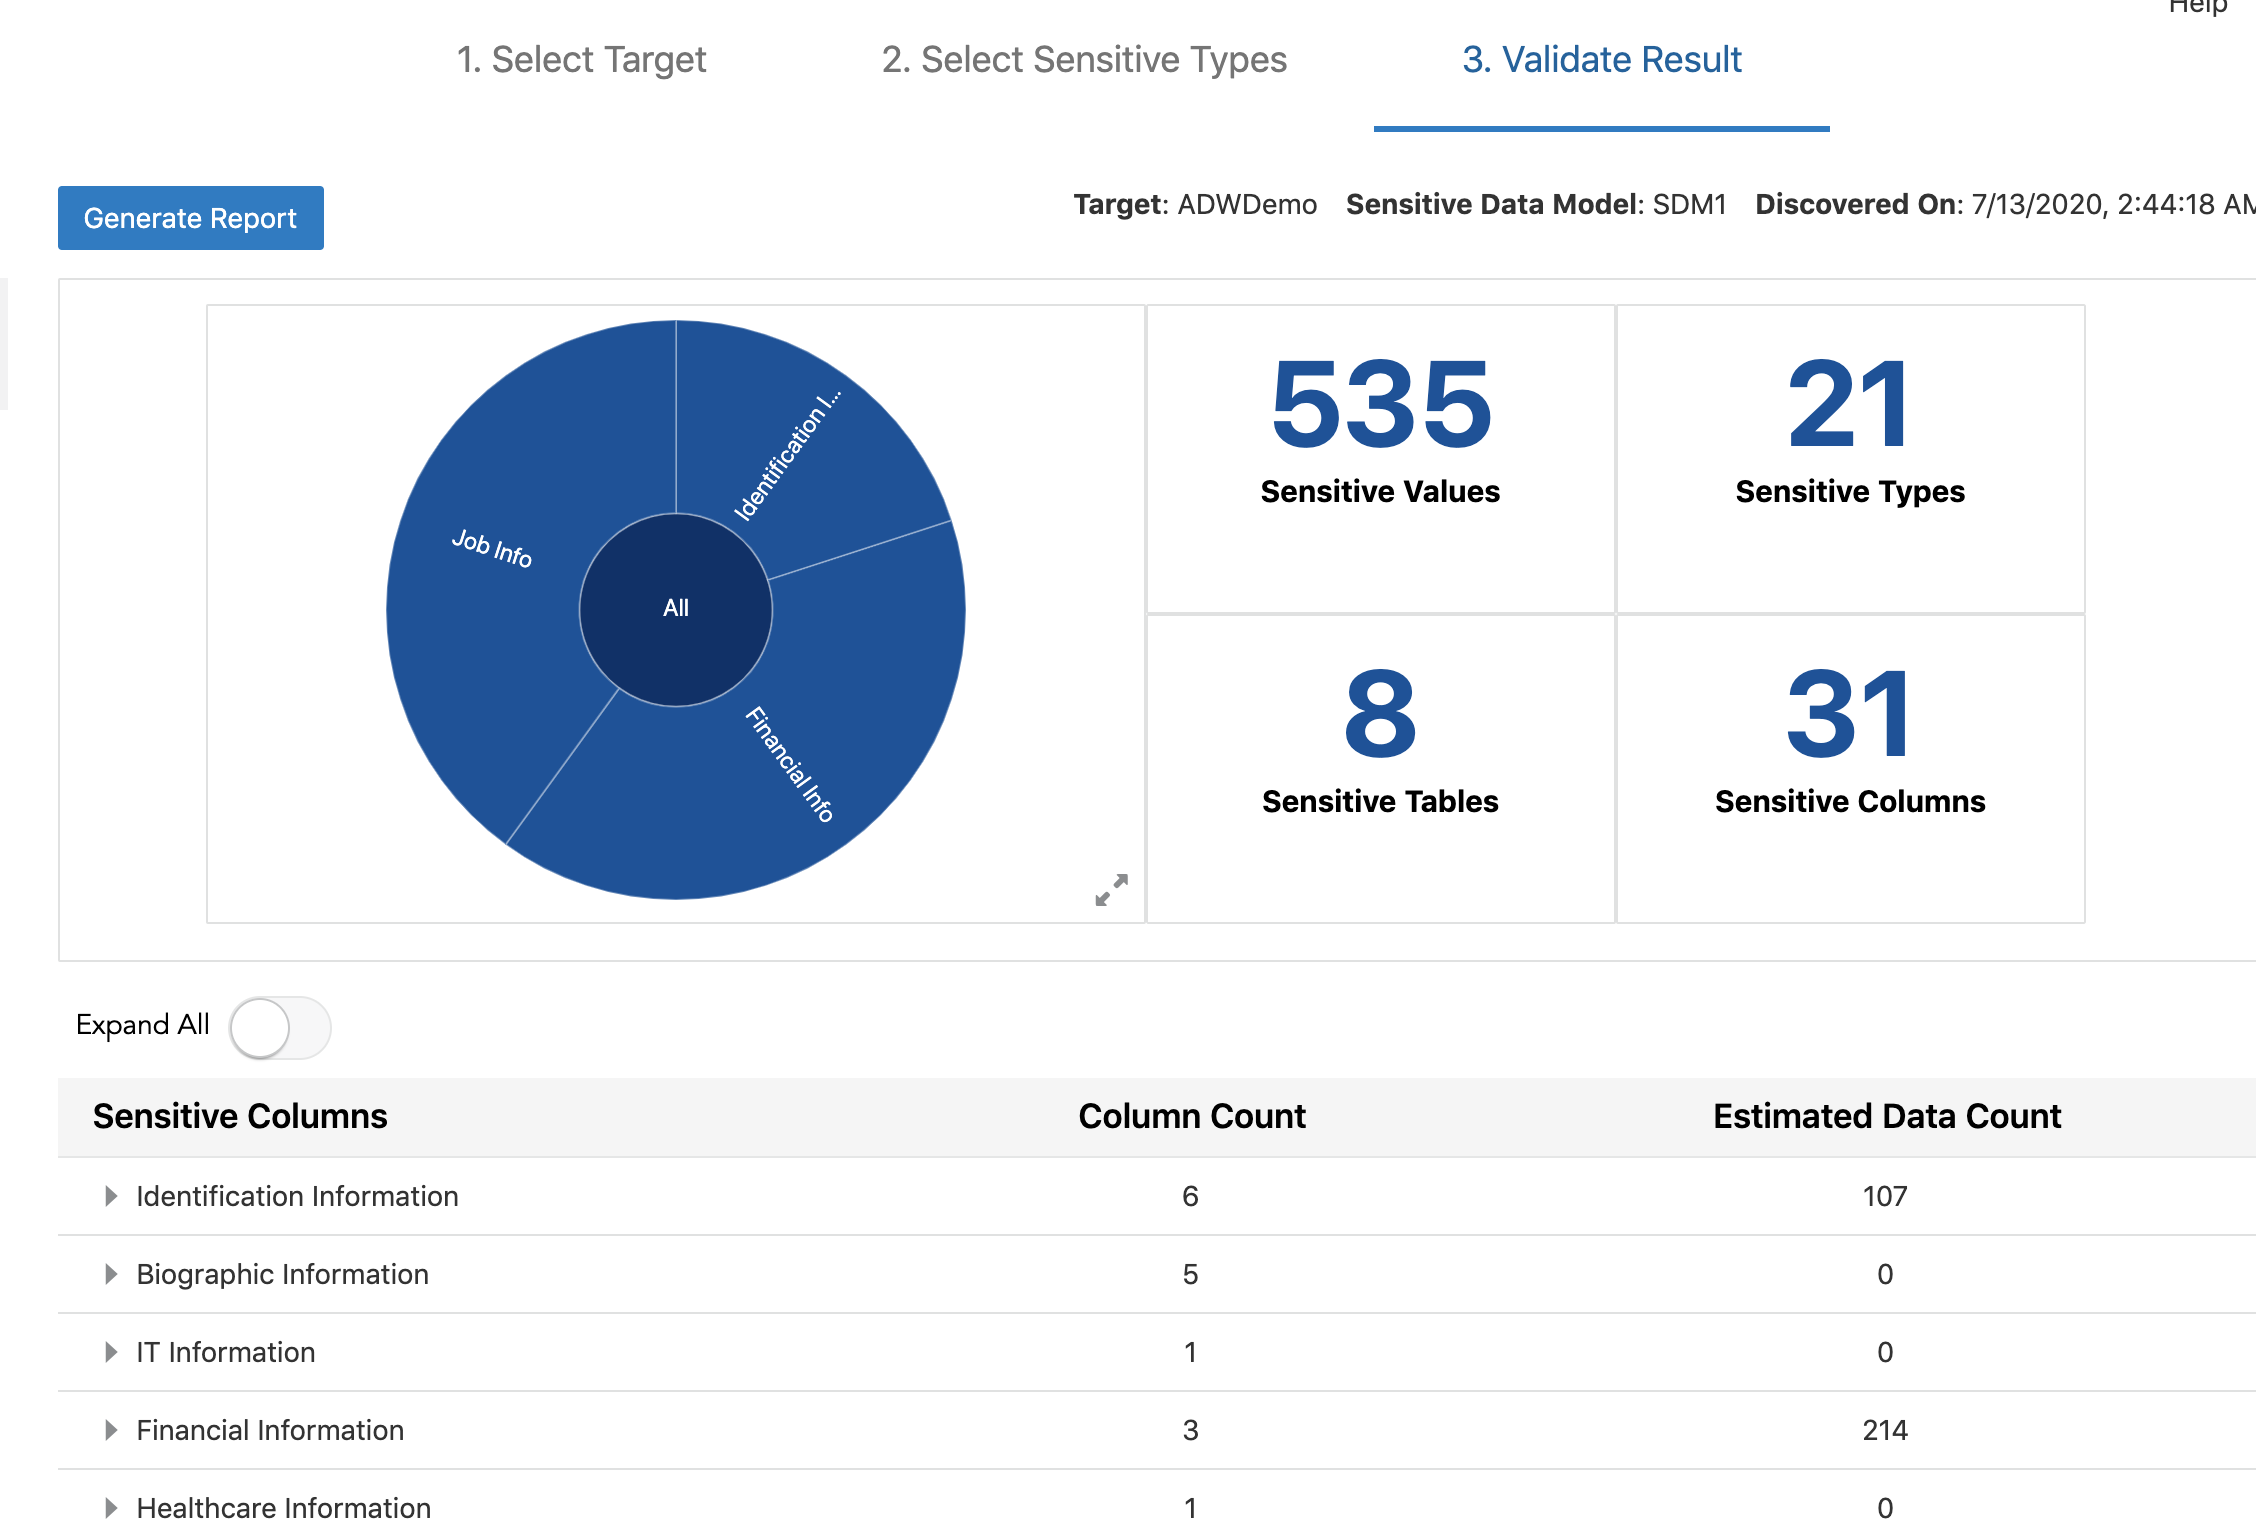 Help
1. Select Target 2. Select Sensitive Types 3. Validate Result
Generate Report
Target: ADWDemo Sensitive Data Model: SDM1 Discovered On: 7/13/2020, 2:44:18 AM
Identification I...
Job Info
All
Financial Info
535
Sensitive Values
21
Sensitive Types
8
Sensitive Tables
31
Sensitive Columns
Expand All
Sensitive Columns Column Count Estimated Data Count
Identification Information 6 107
Biographic Information 5 0
IT Information 1 0
Financial Information 3 214
Healthcare Information 1 0